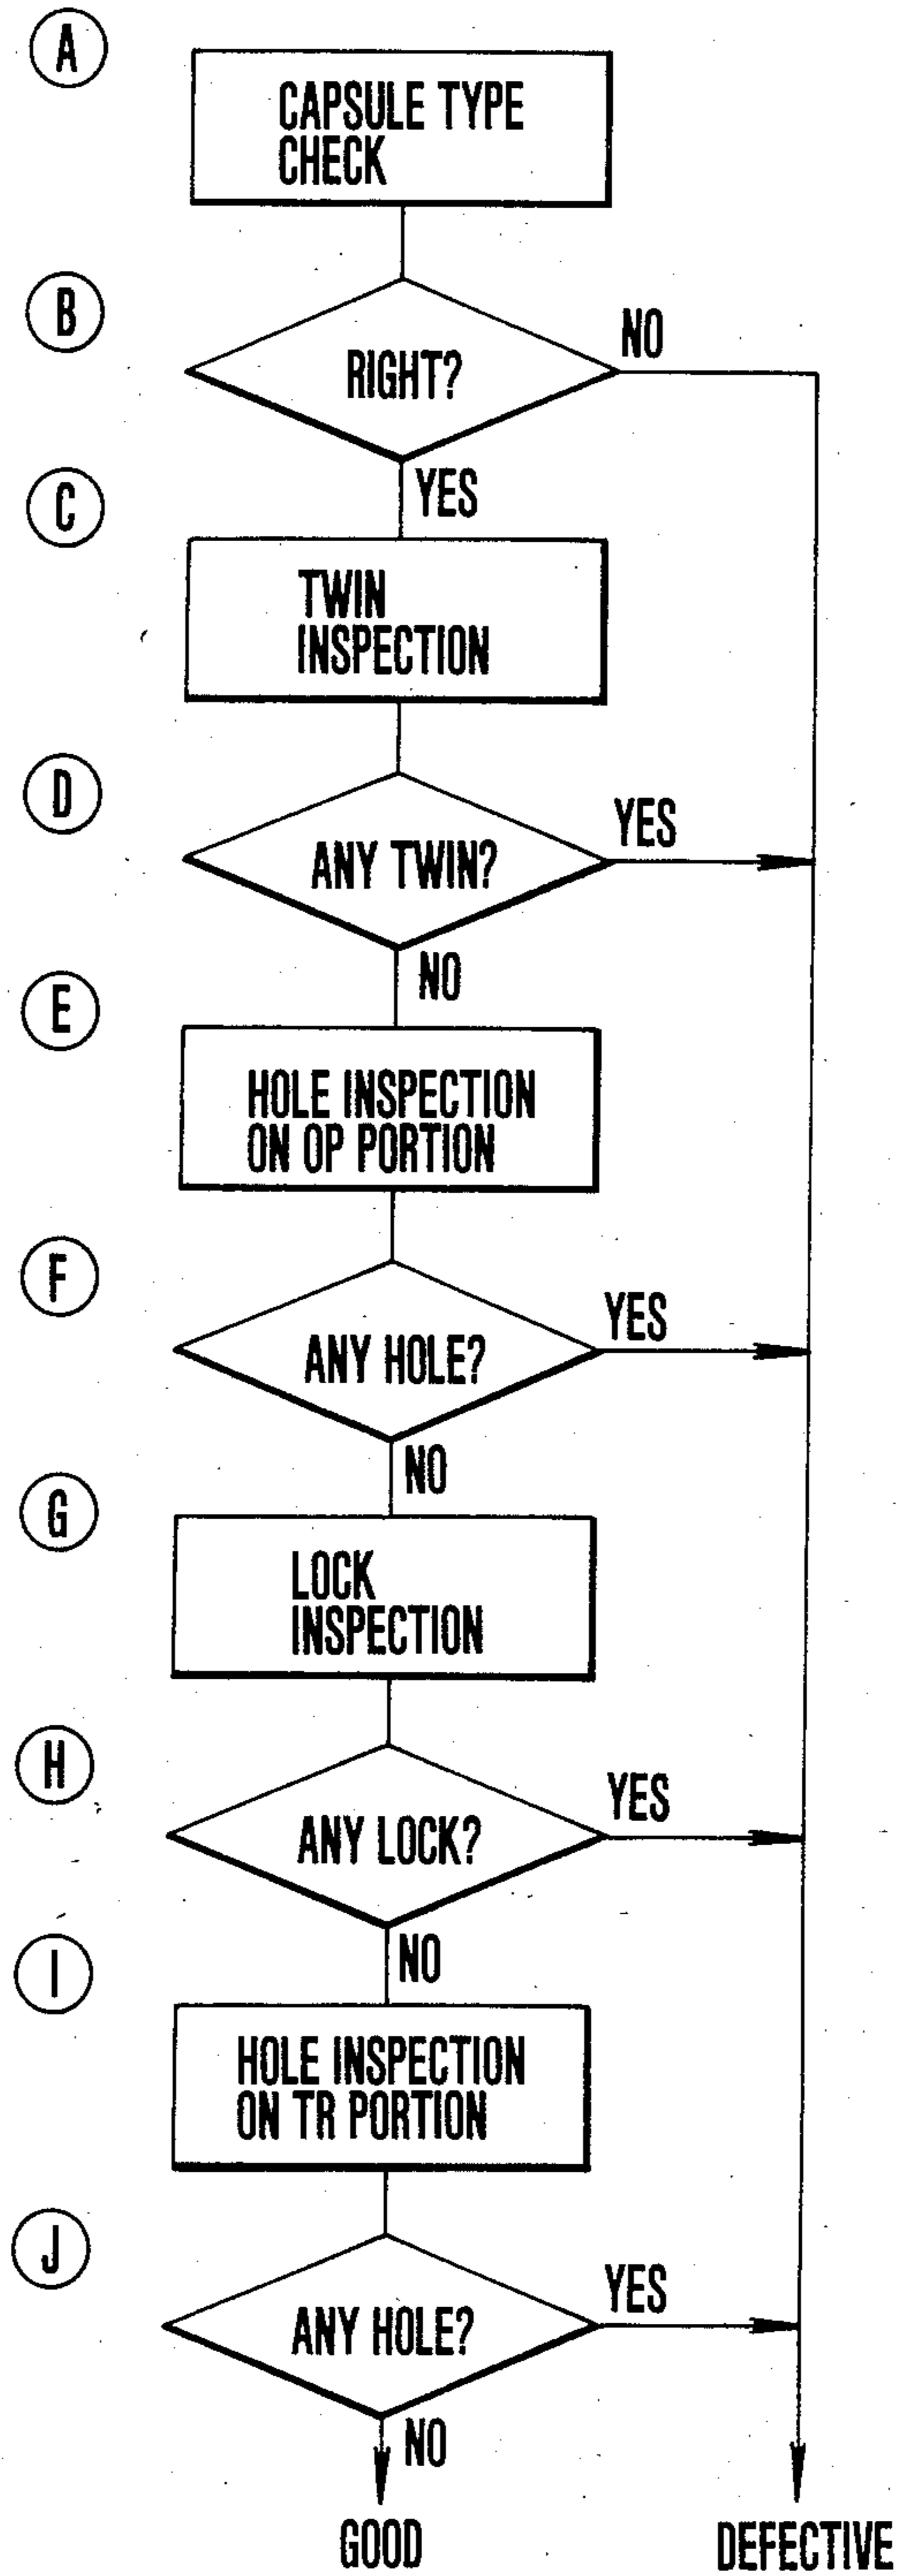 A
CAPSULE TYPE
CHECK
B
RIGHT?
NO
YES
C
TWIN
INSPECTION
D
ANY TWIN?
YES
NO
E
HOLE INSPECTION
ON OP PORTION
F
ANY HOLE?
YES
NO
G
LOCK
INSPECTION
H
ANY LOCK?
YES
NO
I
HOLE INSPECTION
ON TR PORTION
J
ANY HOLE?
YES
NO
GOOD
DEFECTIVE